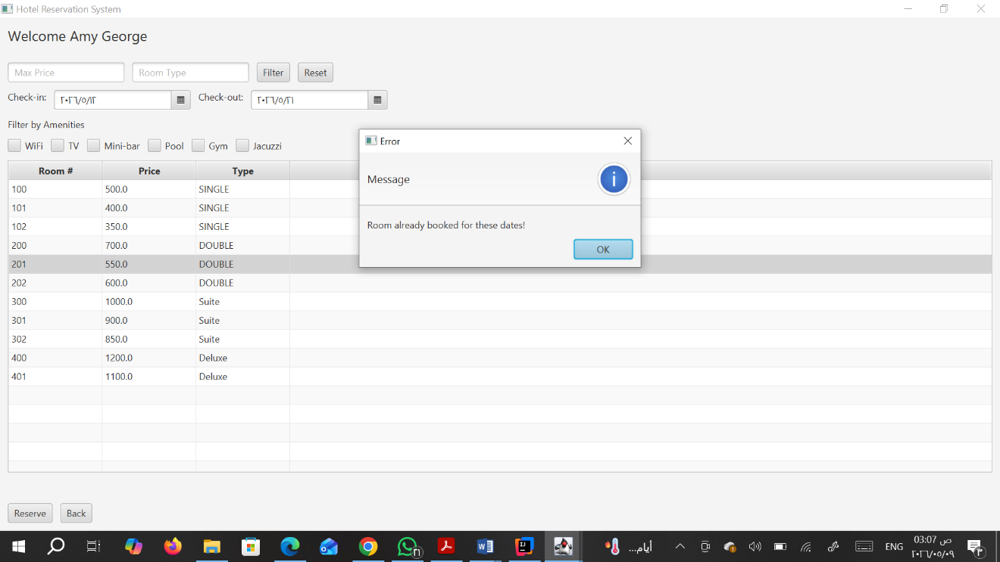 Hotel Reservation System
Welcome Amy George
Max Price Room Type Filter Reset
Check-in: ٢٠٢٦/٥/١٢ Check-out: ٢٠٢٦/٥/٢١
Filter by Amenities
WiFi TV Mini-bar Pool Gym Jacuzzi
Room # Price Type
100 500.0 SINGLE
101 400.0 SINGLE
102 350.0 SINGLE
200 700.0 DOUBLE
201 550.0 DOUBLE
202 600.0 DOUBLE
300 1000.0 Suite
301 900.0 Suite
302 850.0 Suite
400 1200.0 Deluxe
401 1100.0 Deluxe
Error
Message
Room already booked for these dates!
OK
Reserve Back
أيام... ENG 03:07 ص
٢٠٢٦/٠٥/٠٩